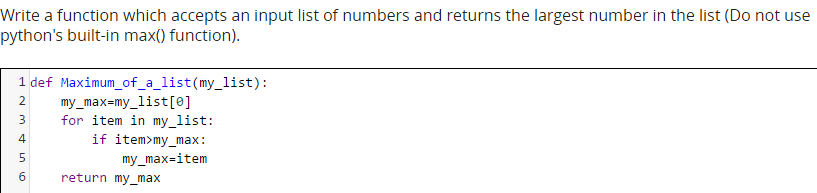 Write a function which accepts an input list of numbers and returns the largest number in the list (Do not use
python's built-in max() function).
1 def Maximum_of_a_list(my_list):
2     my_max=my_list[0]
3     for item in my_list:
4         if item>my_max:
5             my_max=item
6     return my_max